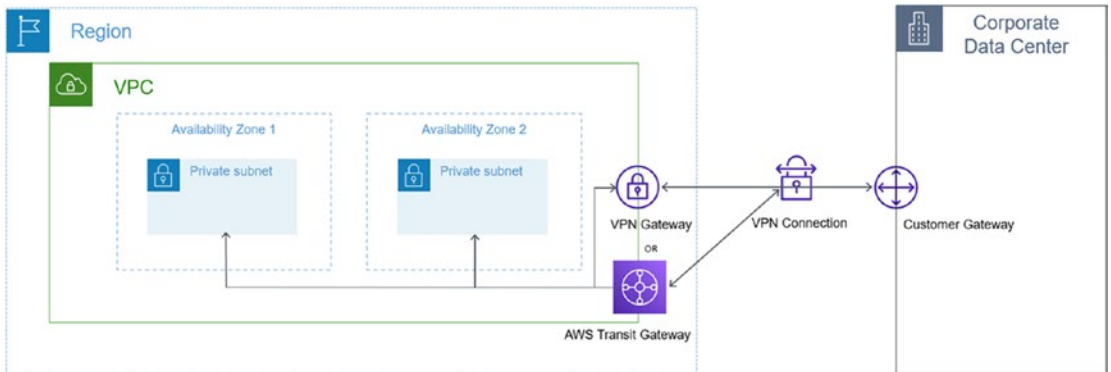 Region
Corporate
Data Center
VPC
Availability Zone 1
Availability Zone 2
Private subnet
Private subnet
VPN Gateway
VPN Connection
Customer Gateway
OR
AWS Transit Gateway